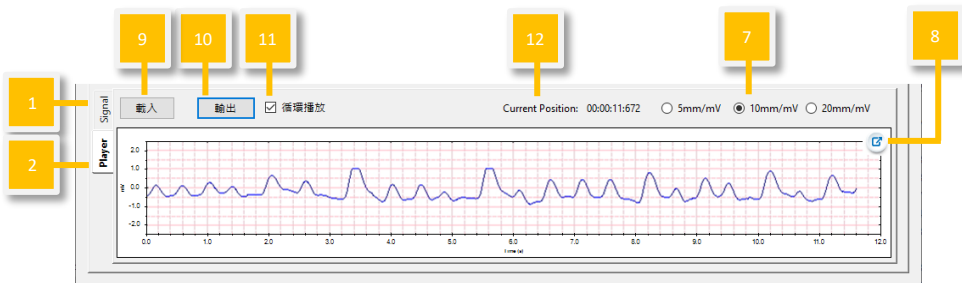 9 10 11 12 7 8
1 Signal 載入 輸出 循環播放 Current Position: 00:00:11:672 5mm/mV 10mm/mV 20mm/mV
2 Player
2.0
1.0
mV 0.0
-1.0
-2.0
0.0 1.0 2.0 3.0 4.0 5.0 6.0 7.0 8.0 9.0 10.0 11.0 12.0
Time (s)